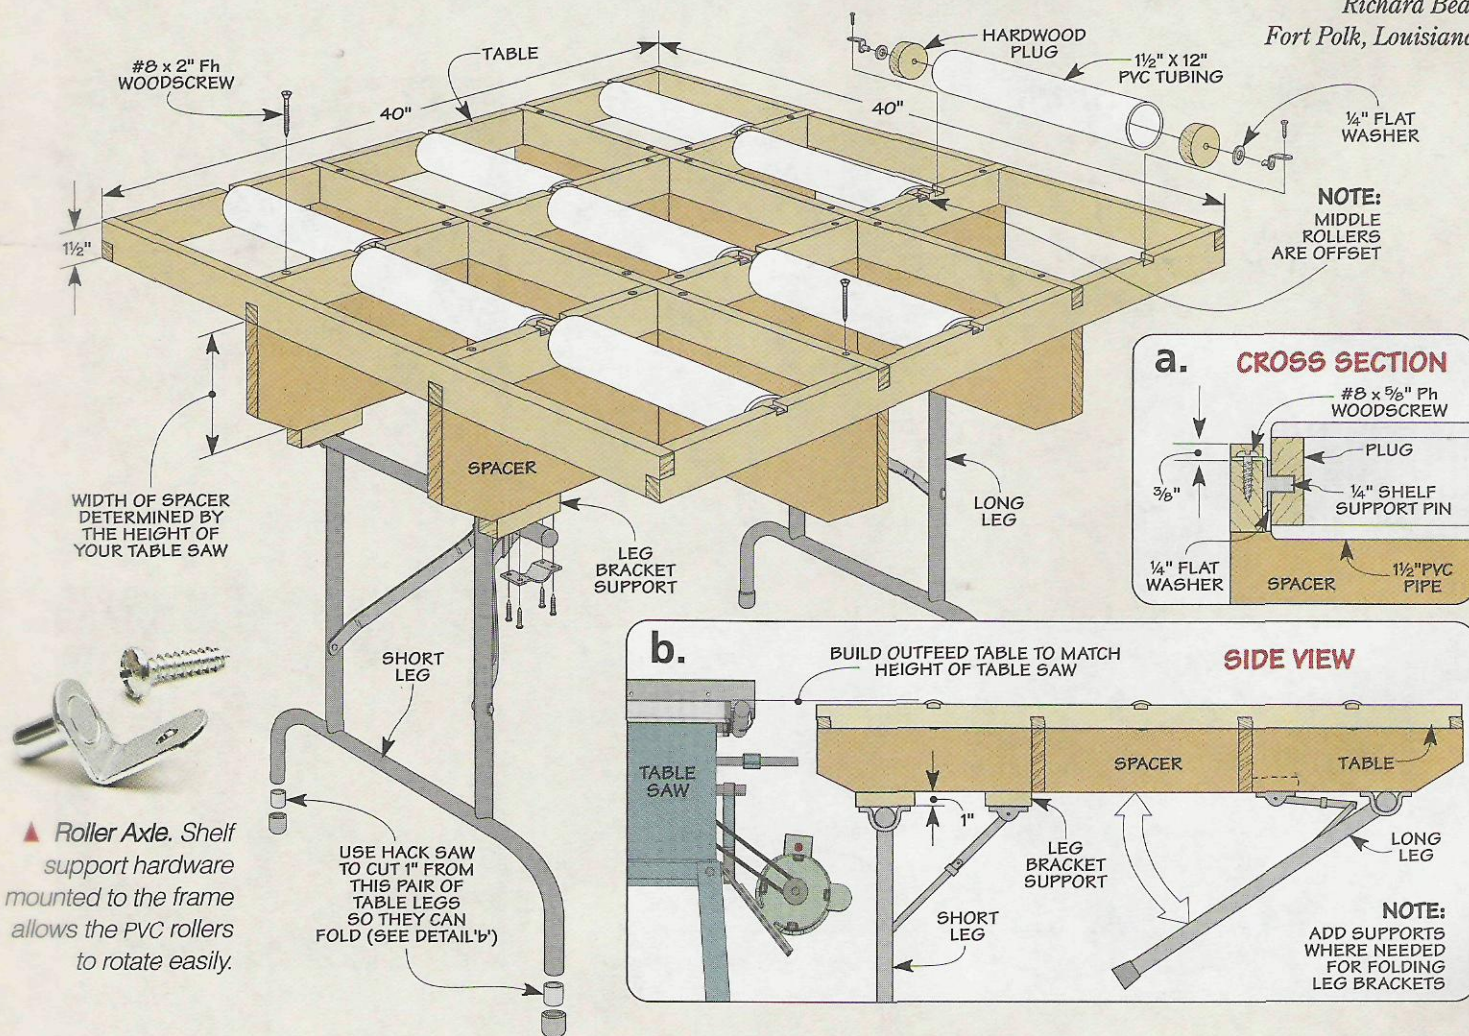 Richard Bea
Fort Polk, Louisiana
#8 x 2" Fh
WOODSCREW
TABLE
40"
40"
HARDWOOD
PLUG
1½" X 12"
PVC TUBING
¼" FLAT
WASHER
NOTE:
MIDDLE
ROLLERS
ARE OFFSET
1½"
WIDTH OF SPACER
DETERMINED BY
THE HEIGHT OF
YOUR TABLE SAW
SPACER
LEG
BRACKET
SUPPORT
LONG
LEG
SHORT
LEG
USE HACK SAW
TO CUT 1" FROM
THIS PAIR OF
TABLE LEGS
SO THEY CAN
FOLD (SEE DETAIL 'b')
▲ Roller Axle. Shelf
support hardware
mounted to the frame
allows the PVC rollers
to rotate easily.
a. CROSS SECTION
#8 x ⅝" Ph
WOODSCREW
PLUG
⅜"
¼" SHELF
SUPPORT PIN
¼" FLAT
WASHER
SPACER
1½" PVC
PIPE
b. SIDE VIEW
BUILD OUTFEED TABLE TO MATCH
HEIGHT OF TABLE SAW
TABLE
SAW
SPACER
TABLE
1"
LEG
BRACKET
SUPPORT
SHORT
LEG
LONG
LEG
NOTE:
ADD SUPPORTS
WHERE NEEDED
FOR FOLDING
LEG BRACKETS